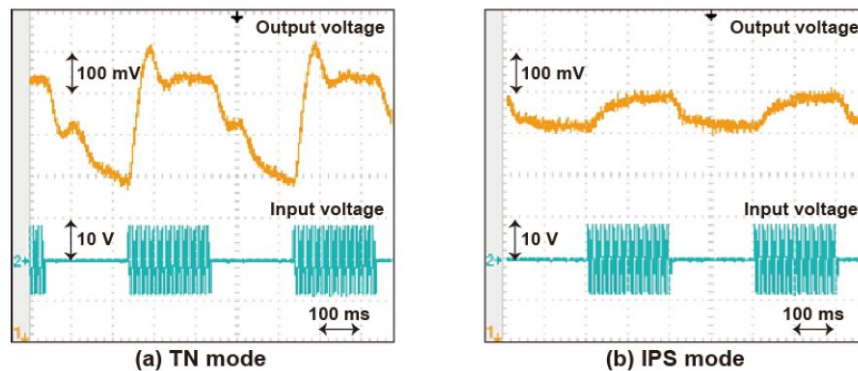 Output voltage
100 mV
Input voltage
10 V
2
100 ms
1
(a) TN mode
Output voltage
100 mV
Input voltage
10 V
2
100 ms
1
(b) IPS mode